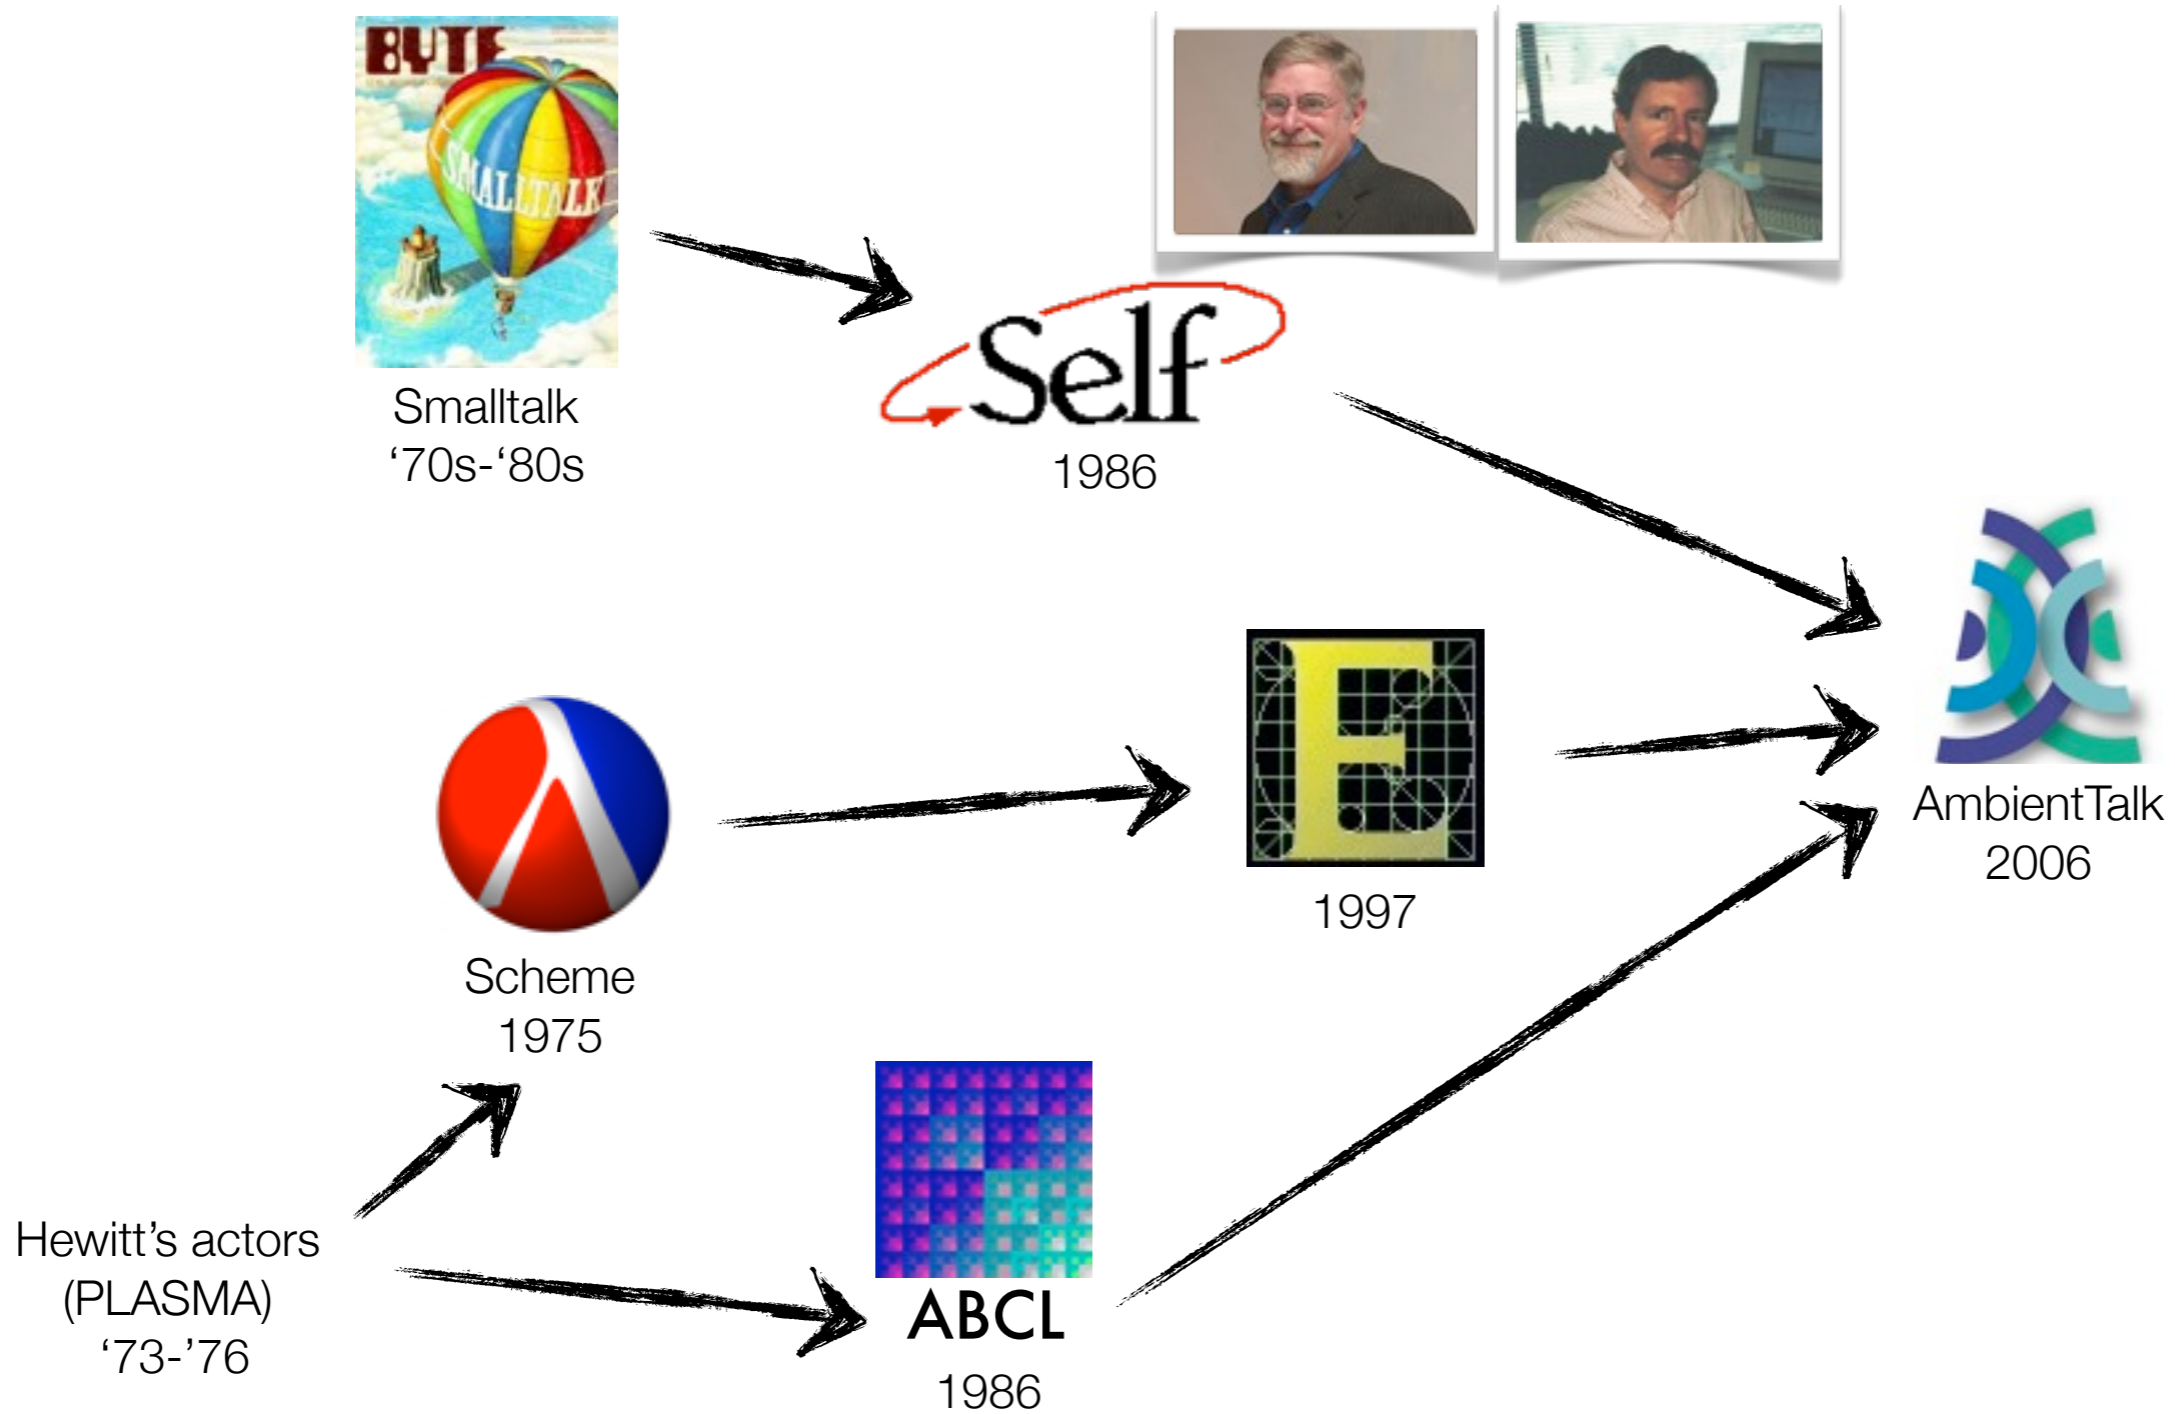 BYTE
SMALLTALK
Smalltalk
‘70s-‘80s
Self
1986
E
1997
AmbientTalk
2006
Scheme
1975
Hewitt’s actors
(PLASMA)
‘73-’76
ABCL
1986